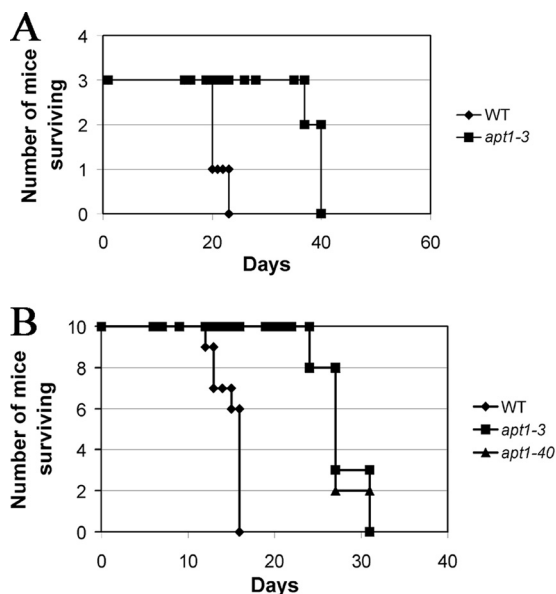 A
Number of mice
surviving
4
3
2
1
0
0 20 40 60
Days
WT
apt1-3
B
Number of mice
surviving
10
8
6
4
2
0
0 10 20 30 40
Days
WT
apt1-3
apt1-40